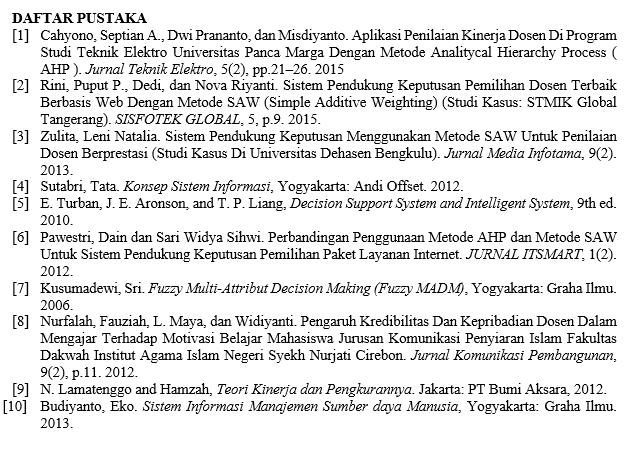 DAFTAR PUSTAKA
[1] Cahyono, Septian A., Dwi Prananto, dan Misdiyanto. Aplikasi Penilaian Kinerja Dosen Di Program
Studi Teknik Elektro Universitas Panca Marga Dengan Metode Analitycal Hierarchy Process (
AHP ). Jurnal Teknik Elektro, 5(2), pp.21–26. 2015
[2] Rini, Puput P., Dedi, dan Nova Riyanti. Sistem Pendukung Keputusan Pemilihan Dosen Terbaik
Berbasis Web Dengan Metode SAW (Simple Additive Weighting) (Studi Kasus: STMIK Global
Tangerang). SISFOTEK GLOBAL, 5, p.9. 2015.
[3] Zulita, Leni Natalia. Sistem Pendukung Keputusan Menggunakan Metode SAW Untuk Penilaian
Dosen Berprestasi (Studi Kasus Di Universitas Dehasen Bengkulu). Jurnal Media Infotama, 9(2).
2013.
[4] Sutabri, Tata. Konsep Sistem Informasi, Yogyakarta: Andi Offset. 2012.
[5] E. Turban, J. E. Aronson, and T. P. Liang, Decision Support System and Intelligent System, 9th ed.
2010.
[6] Pawestri, Dain dan Sari Widya Sihwi. Perbandingan Penggunaan Metode AHP dan Metode SAW
Untuk Sistem Pendukung Keputusan Pemilihan Paket Layanan Internet. JURNAL ITSMART, 1(2).
2012.
[7] Kusumadewi, Sri. Fuzzy Multi-Attribut Decision Making (Fuzzy MADM), Yogyakarta: Graha Ilmu.
2006.
[8] Nurfalah, Fauziah, L. Maya, dan Widiyanti. Pengaruh Kredibilitas Dan Kepribadian Dosen Dalam
Mengajar Terhadap Motivasi Belajar Mahasiswa Jurusan Komunikasi Penyiaran Islam Fakultas
Dakwah Institut Agama Islam Negeri Syekh Nurjati Cirebon. Jurnal Komunikasi Pembangunan,
9(2), p.11. 2012.
[9] N. Lamatenggo and Hamzah, Teori Kinerja dan Pengkurannya. Jakarta: PT Bumi Aksara, 2012.
[10] Budiyanto, Eko. Sistem Informasi Manajemen Sumber daya Manusia, Yogyakarta: Graha Ilmu.
2013.